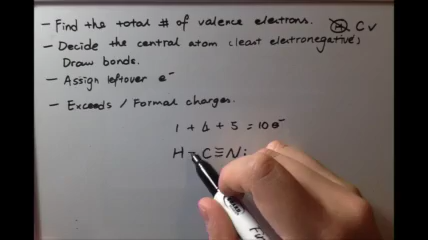 - Find the total # of valence electrons. CV
- Decide the central atom (least electronegative)
Draw bonds.
- Assign leftover e⁻
- Exceeds / Formal charges.
1 + 4 + 5 = 10 e⁻
H - C ≡ N :